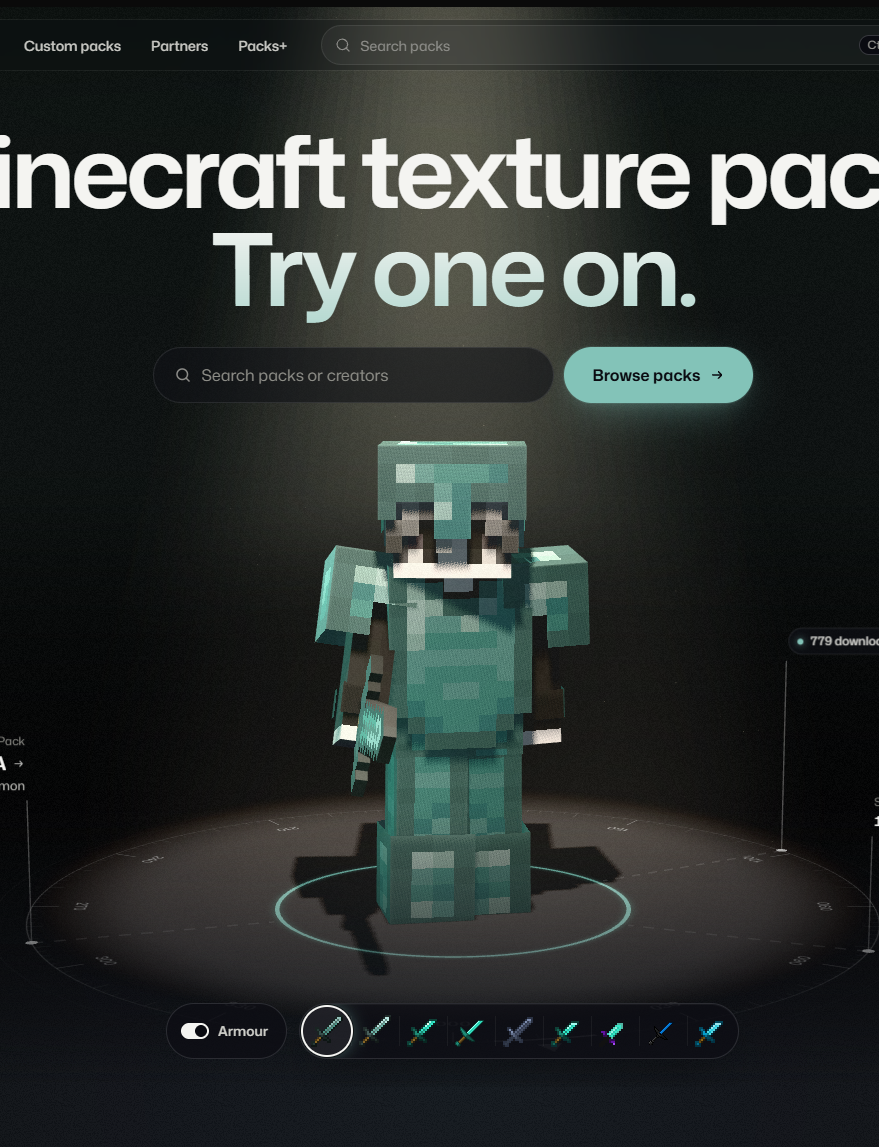 Custom packs Partners Packs+ Search packs Ct
inecraft texture pac
Try one on.
Search packs or creators Browse packs →
779 downloa
Pack
A →
mon
Armour